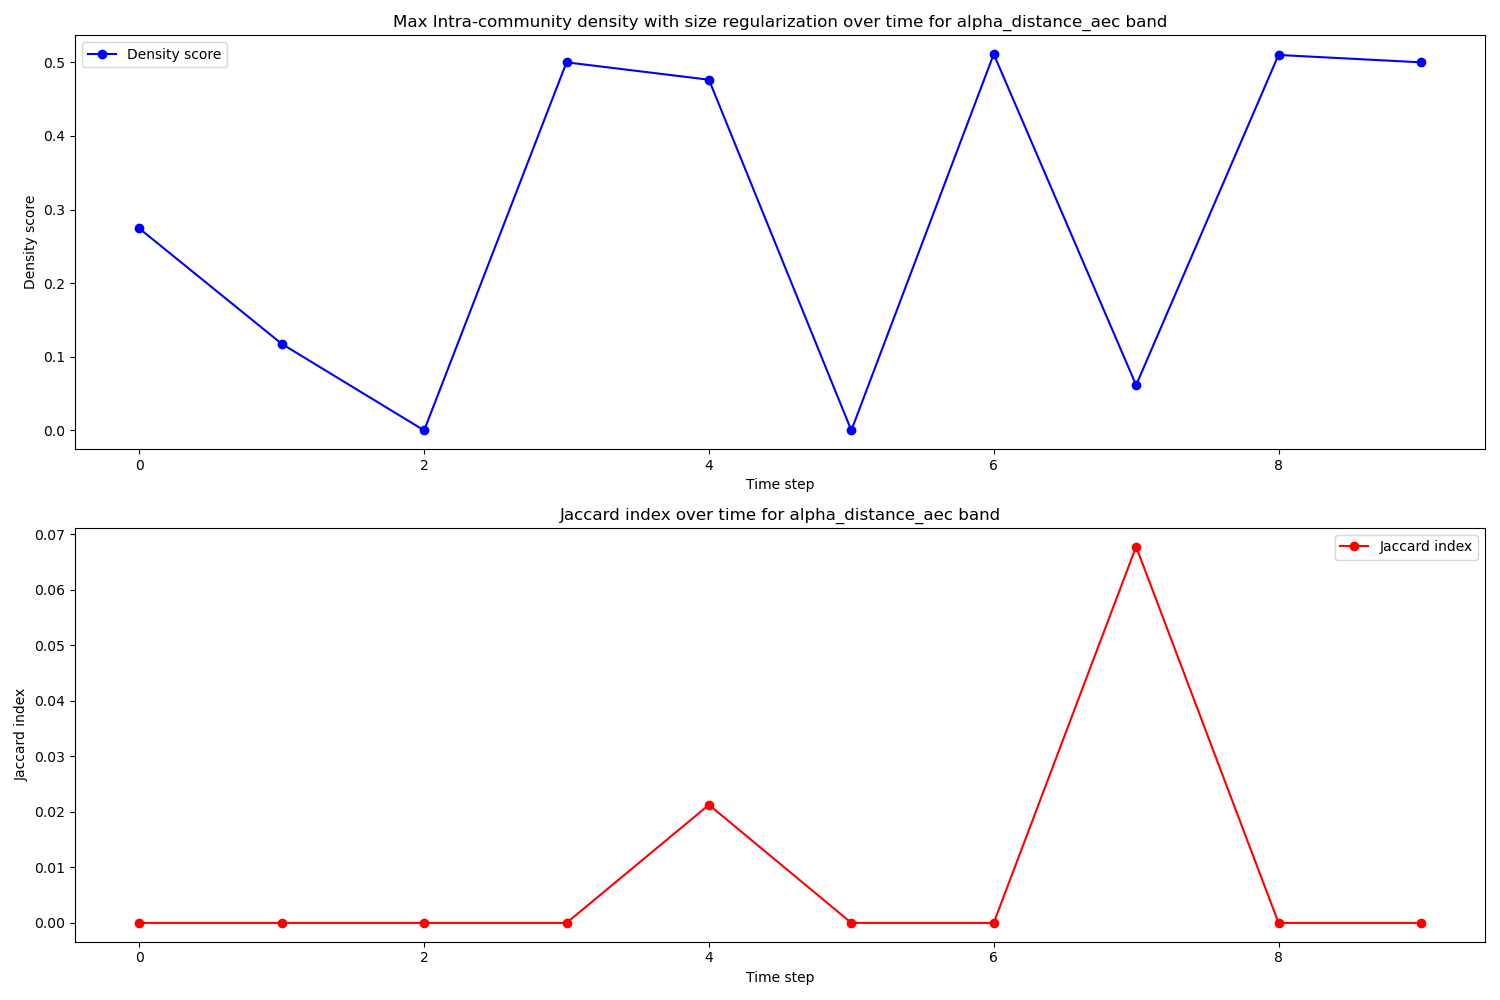 Max Intra-community density with size regularization over time for alpha_distance_aec band
Density score
0.5
0.4
0.3
0.2
0.1
0.0
Density score
0 2 4 6 8
Time step
Jaccard index over time for alpha_distance_aec band
Jaccard index
0.07
0.06
0.05
0.04
0.03
0.02
0.01
0.00
Jaccard index
0 2 4 6 8
Time step